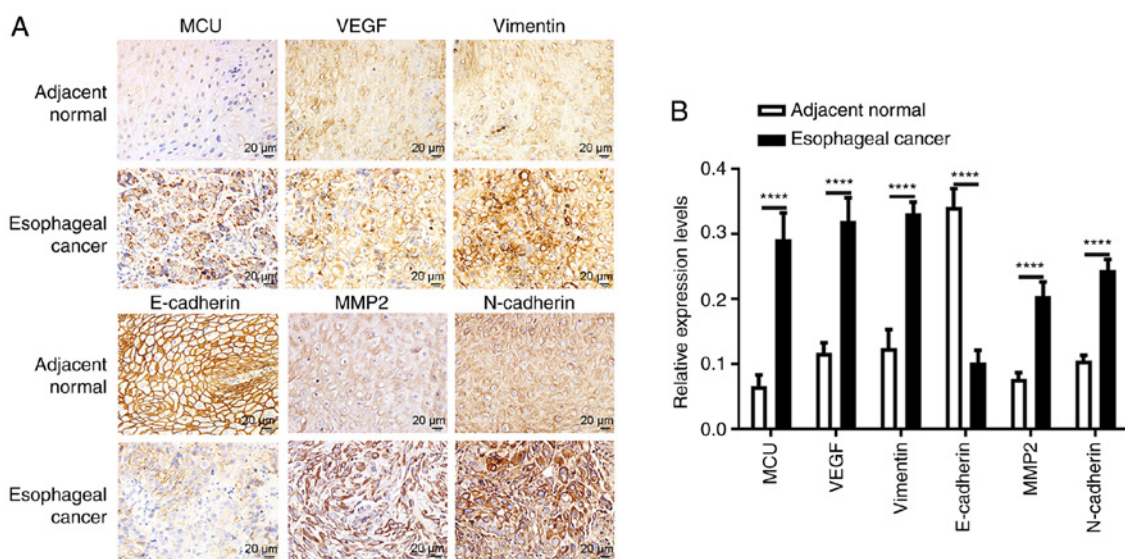 A
MCU VEGF Vimentin
Adjacent
normal
20 μm 20 μm 20 μm
Esophageal
cancer
20 μm 20 μm 20 μm
E-cadherin MMP2 N-cadherin
Adjacent
normal
20 μm 20 μm 20 μm
Esophageal
cancer
20 μm 20 μm 20 μm
B
Adjacent normal
Esophageal cancer
Relative expression levels
0.4
0.3
0.2
0.1
0.0
**** **** **** **** **** ****
MCU
VEGF
Vimentin
E-cadherin
MMP2
N-cadherin